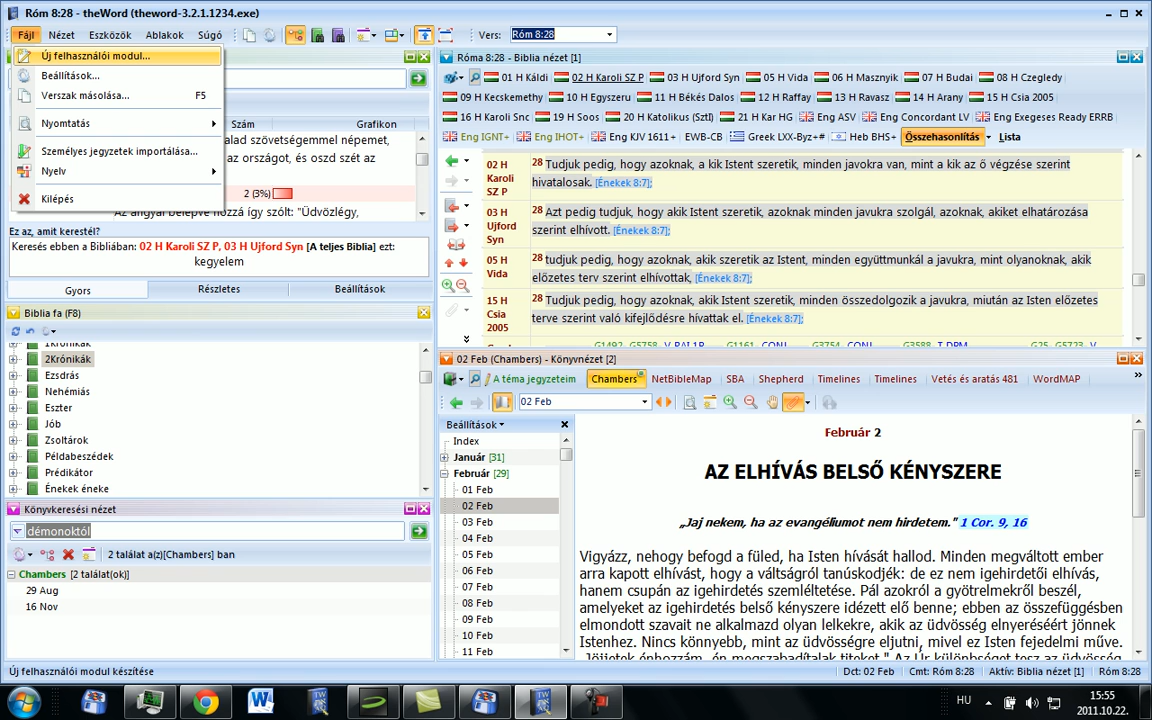 Róm 8:28 - theWord (theword-3.2.1.1234.exe)
Fájl Nézet Eszközök Ablakok Súgó Vers: Róm 8:28
Új felhasználói modul...
Beállítások...
Verszak másolása... F5
Nyomtatás
Személyes jegyzetek importálása...
Nyelv
Kilépés
Szám Grafikon
alad szövetségemmel népemet,
az országot, és oszd szét az
2 (3%)
Az angyal belépve hozzá így szólt: "Üdvözlégy,
Ez az, amit kerestél?
Keresés ebben a Bibliában: 02 H Karoli SZ P, 03 H Ujford Syn [A teljes Biblia] ezt:
kegyelem
Gyors Részletes Beállítások
Biblia fa (F8)
1Krónikák
2Krónikák
Ezsdrás
Nehémiás
Eszter
Jób
Zsoltárok
Példabeszédek
Prédikátor
Énekek éneke
Könyvkeresési nézet
démonoktól
2 találat a(z)[Chambers] ban
Chambers [2 találat(ok)]
29 Aug
16 Nov
Róma 8:28 - Biblia nézet [1]
01 H Káldi 02 H Karoli SZ P 03 H Ujford Syn 05 H Vida 06 H Masznyik 07 H Budai 08 H Czegledy
09 H Kecskemethy 10 H Egyszeru 11 H Békés Dalos 12 H Raffay 13 H Ravasz 14 H Arany 15 H Csia 2005
16 H Karoli Snc 19 H Soos 20 H Katolikus (SztI) 21 H Kar HG Eng ASV Eng Concordant GV Eng Exegeses Ready ERRB
Eng IGNT+ Eng IHOT+ Eng KJV 1611+ EWB-CB Greek LXX-Byz+# Heb BHS+ Összehasonlítás Lista
02 H Karoli SZ P
28 Tudjuk pedig, hogy azoknak, a kik Istent szeretik, minden javokra van, mint a kik az ő végzése szerint
hivatalosak. [Énekek 8:7];
03 H Ujford Syn
28 Azt pedig tudjuk, hogy akik Istent szeretik, azoknak minden javukra szolgál, azoknak, akiket elhatározása
szerint elhívott. [Énekek 8:7];
05 H Vida
28 tudjuk pedig, hogy azoknak, akik szeretik az Istent, minden együttmunkál a javukra, mint olyanoknak, akik
előzetes terv szerint elhívottak, [Énekek 8:7];
15 H Csia 2005
28 Tudjuk pedig, hogy azoknak, akik Istent szeretik, minden összedolgozik a javukra, miután az Isten előzetes
terve szerint való kifejlődésre hívattak el. [Énekek 8:7];
02 Feb (Chambers) - Könyvnézet [2]
A téma jegyzeteim Chambers NetBibleMap SBA Shepherd Timelines Timelines Vetés és aratás 481 WordMAP
02 Feb
Beállítások
Index
Január [31]
Február [29]
01 Feb
02 Feb
03 Feb
04 Feb
05 Feb
06 Feb
07 Feb
08 Feb
09 Feb
10 Feb
11 Feb
Február 2
AZ ELHÍVÁS BELSŐ KÉNYSZERE
„Jaj nekem, ha az evangéliumot nem hirdetem." 1 Cor. 9, 16
Vigyázz, nehogy befogd a füled, ha Isten hívását hallod. Minden megváltott ember
arra kapott elhívást, hogy a váltságról tanúskodjék: de ez nem igehirdetői elhívás,
hanem csupán az igehirdetés szemléltetése. Pál azokról a gyötrelmekről beszél,
amelyeket az igehirdetés belső kényszere idézett elő benne; ebben az összefüggésben
elmondott szavait ne alkalmazd olyan lelkekre, akik az üdvösség elnyeréséért jönnek
Istenhez. Nincs könnyebb, mint az üdvösségre eljutni, mivel ez Isten fejedelmi műve.
„Jöjjetek énhozzám, én megszabadítalak titeket." Az Úr különbséget tesz az üdvösség
Új felhasználói modul készítése Dct: 02 Feb Cmt: Róm 8:28 Aktív: Biblia nézet [1] Róm 8:28
HU 15:55
2011.10.22.